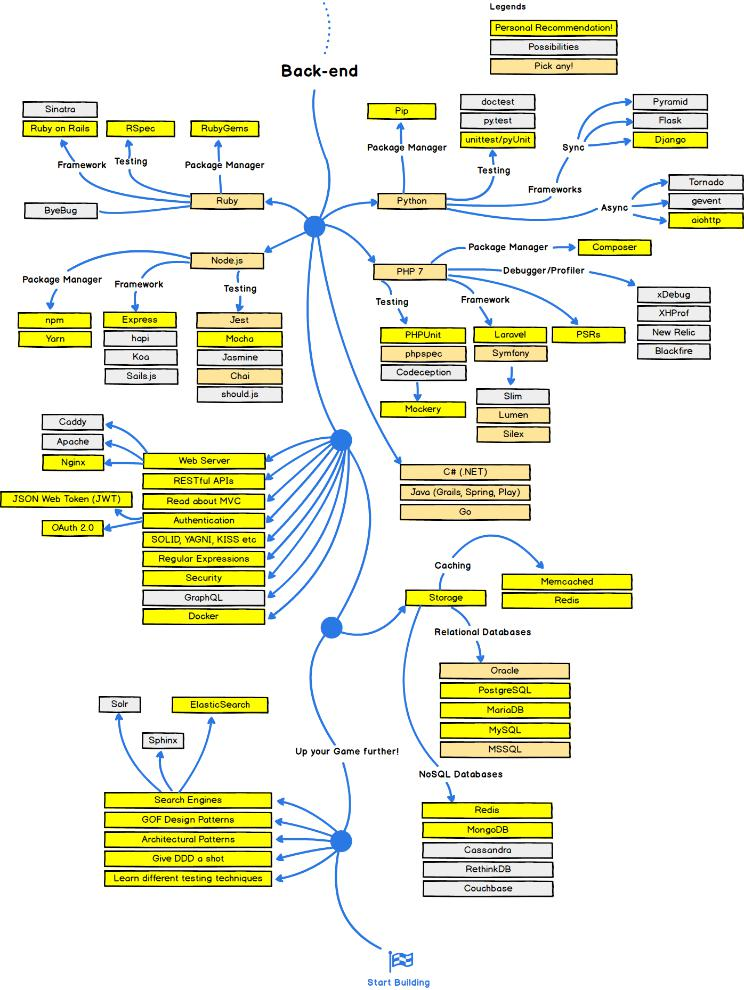 Legends
Personal Recommendation!
Possibilities
Pick any!
Back-end
Sinatra
Ruby on Rails
RSpec
RubyGems
Framework
Testing
Package Manager
ByeBug
Ruby
Pip
Package Manager
doctest
pytest
unittest/pyUnit
Testing
Python
Frameworks
Sync
Pyramid
Flask
Django
Async
Tornado
gevent
aiohttp
Node.js
Package Manager
Framework
Testing
npm
Yarn
Express
hapi
Koa
Sails.js
Jest
Mocha
Jasmine
Chai
should.js
PHP 7
Package Manager
Composer
Debugger/Profiler
xDebug
XHProf
New Relic
Blackfire
Testing
Framework
PHPUnit
phpspec
Codeception
Mockery
Laravel
Symfony
Slim
Lumen
Silex
PSRs
C# (.NET)
Java (Grails, Spring, Play)
Go
Caddy
Apache
Nginx
JSON Web Token (JWT)
OAuth 2.0
Web Server
RESTful APIs
Read about MVC
Authentication
SOLID, YAGNI, KISS etc
Regular Expressions
Security
GraphQL
Docker
Caching
Storage
Memcached
Redis
Relational Databases
Oracle
PostgreSQL
MariaDB
MySQL
MSSQL
NoSQL Databases
Redis
MongoDB
Cassandra
RethinkDB
Couchbase
Up your Game further!
Solr
Sphinx
ElasticSearch
Search Engines
GOF Design Patterns
Architectural Patterns
Give DDD a shot
Learn different testing techniques
Start Building